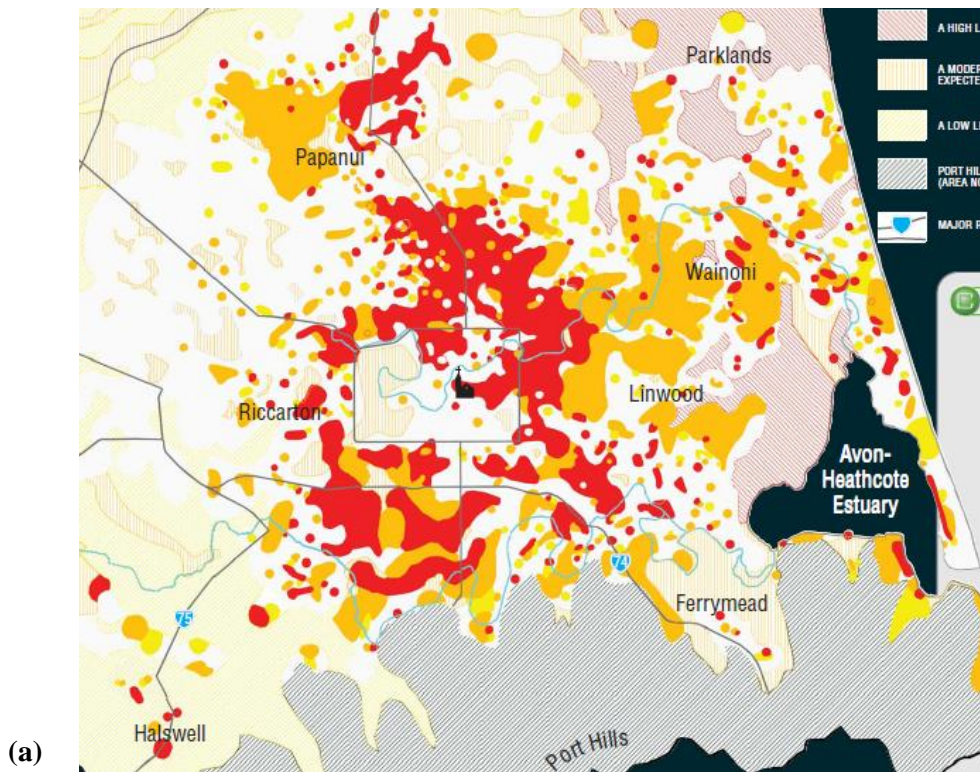 Parklands
A HIGH L
A MODER
EXPECTE
A LOW LI
PORT HIL
(AREA NO
MAJOR R
Papanui
Wainoni
Riccarton
Linwood
Avon-
Heathcote
Estuary
74
Ferrymead
75
Halswell
Port Hills
(a)